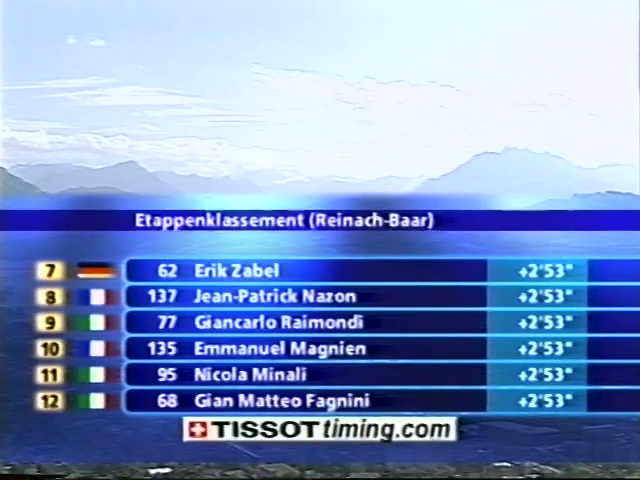 Etappenklassement (Reinach-Baar)
7 62 Erik Zabel +2'53"
8 137 Jean-Patrick Nazon +2'53"
9 77 Giancarlo Raimondi +2'53"
10 135 Emmanuel Magnien +2'53"
11 95 Nicola Minali +2'53"
12 68 Gian Matteo Fagnini +2'53"
TISSOTtiming.com